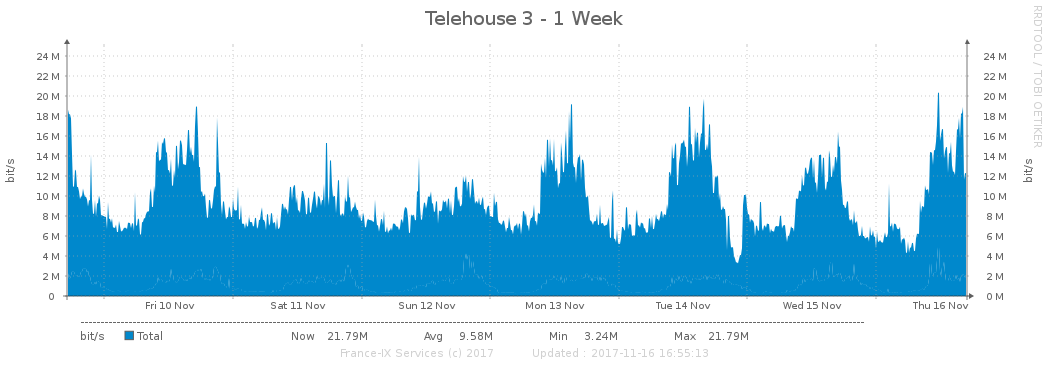 Telehouse 3 - 1 Week
RRDTOOL / TOBI OETIKER
bit/s
24 M 24 M
22 M 22 M
20 M 20 M
18 M 18 M
16 M 16 M
14 M 14 M
12 M 12 M
10 M 10 M
8 M 8 M
6 M 6 M
4 M 4 M
2 M 2 M
0 0 M
bit/s
Fri 10 Nov Sat 11 Nov Sun 12 Nov Mon 13 Nov Tue 14 Nov Wed 15 Nov Thu 16 Nov
bit/s Total Now 21.79M Avg 9.58M Min 3.24M Max 21.79M
France-IX Services (c) 2017 Updated : 2017-11-16 16:55:13